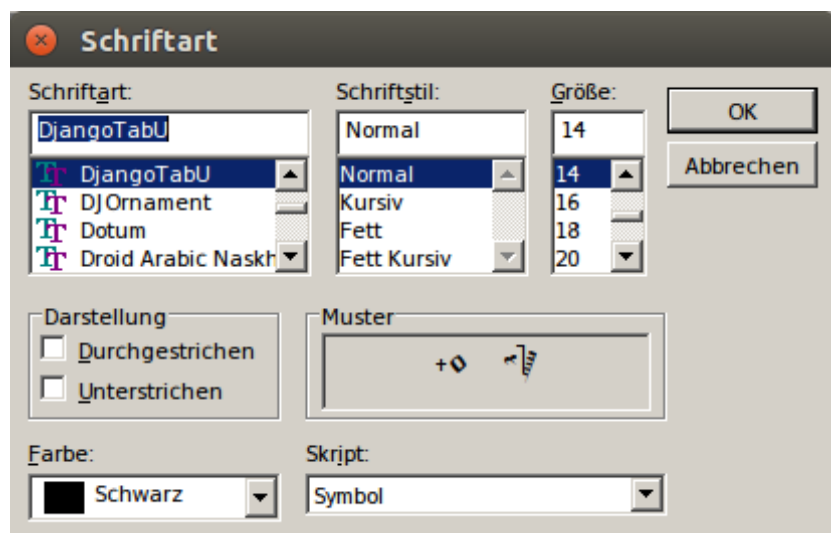 Schriftart
Schriftart:
DjangoTabU
DjangoTabU
DJOrnament
Dotum
Droid Arabic Naskh
Schriftstil:
Normal
Normal
Kursiv
Fett
Fett Kursiv
Größe:
14
14
16
18
20
OK
Abbrechen
Darstellung
Durchgestrichen
Unterstrichen
Muster
Farbe:
Schwarz
Skript:
Symbol